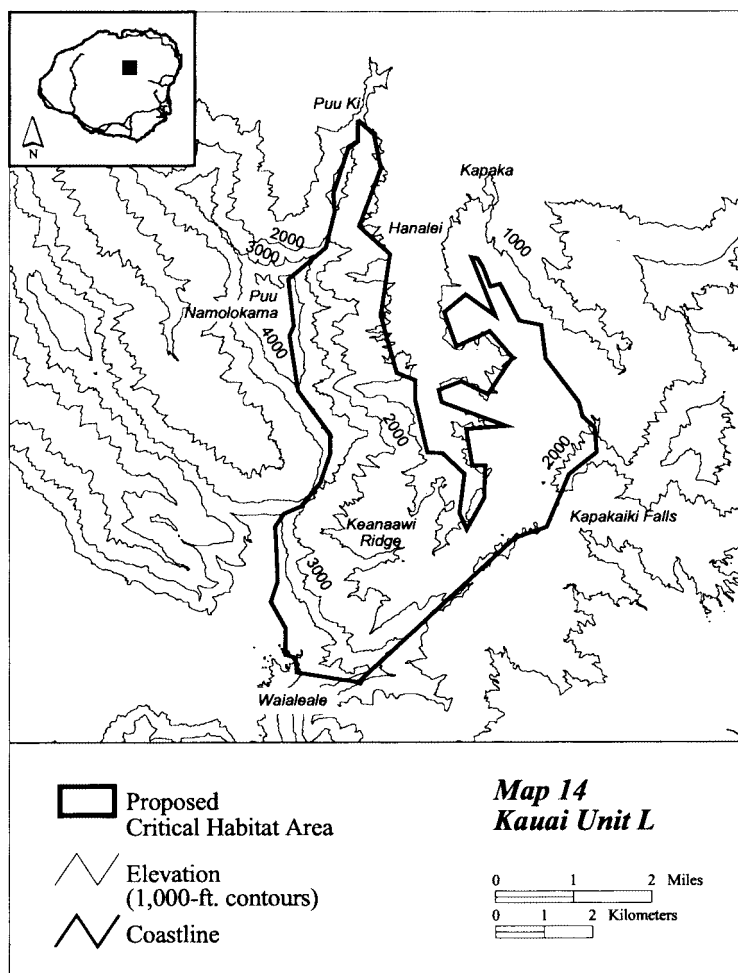 N
Puu Ki
Kapaka
2000
3000
Hanalei
1000
Puu
Namolokama
4000
2000
2000
Keanaawi
Ridge
Kapakaiki Falls
3000
Waialeale
Proposed
Critical Habitat Area
Elevation
(1,000-ft. contours)
Coastline
Map 14
Kauai Unit L
0 1 2 Miles
0 1 2 Kilometers